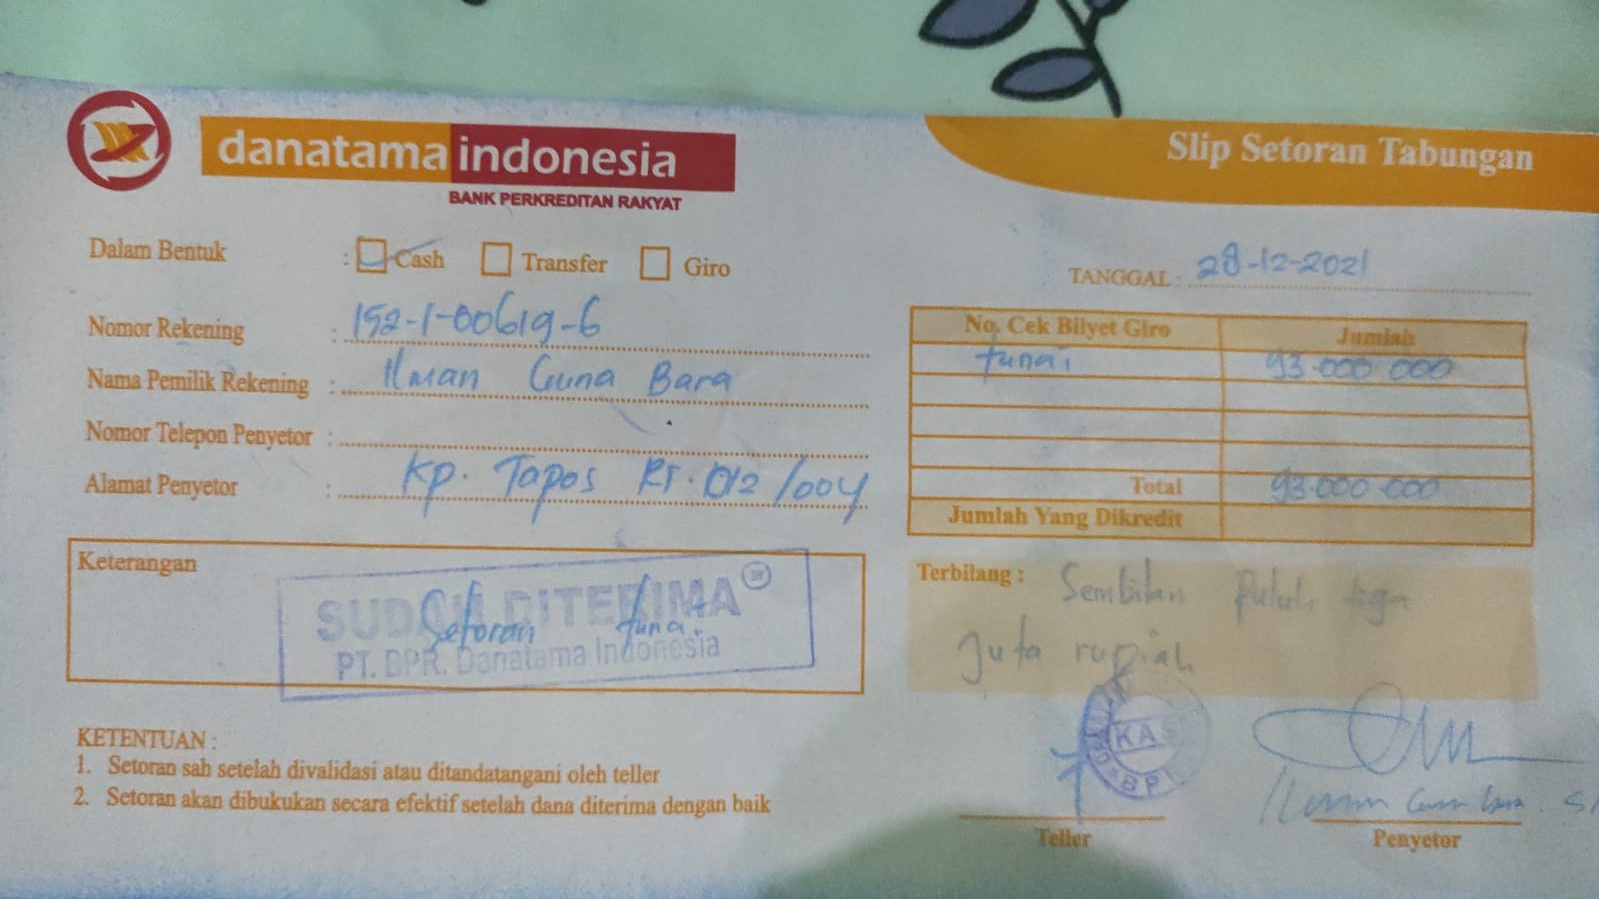 danatama indonesia
BANK PERKREDITAN RAKYAT
Slip Setoran Tabungan
Dalam Bentuk : Cash Transfer Giro
TANGGAL : 28-12-2021
Nomor Rekening : 152-1-00619-6
Nama Pemilik Rekening : Ilman Guna Bara
Nomor Telepon Penyetor :
Alamat Penyetor : Kp. Tapos Rt. 012/004
No. Cek Bilyet Giro Jumlah
tunai 93.000.000
Total 93.000.000
Jumlah Yang Dikredit
Keterangan
SUDAH DITERIMA
Setoran tunai
PT. BPR. Danatama Indonesia
Terbilang : Sembilan puluh tiga
Juta rupiah
KETENTUAN :
1. Setoran sah setelah divalidasi atau ditandatangani oleh teller
2. Setoran akan dibukukan secara efektif setelah dana diterima dengan baik
KAS
BPR
Teller
Penyetor